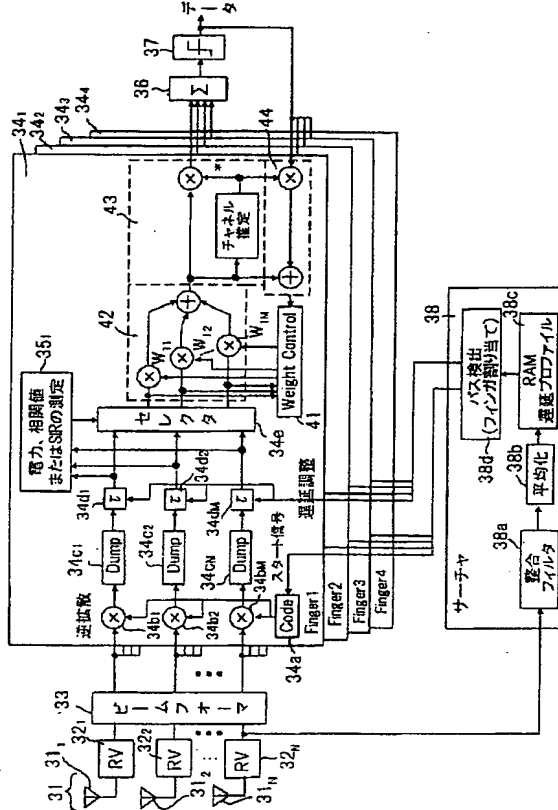 31
31₁
31₂
31N
32₁
RV
32₂
RV
32N
RV
33
ビームフォーマ
逆拡散
34b₁
34b₂
34bM
34c₁
Dump
34c₂
Dump
34CN
Dump
34d₁
τ
34d₂
τ
34dM
τ
Code
34a
スタート信号
遅延調整
電力、相関値
またはSIRの測定
35₁
セレクタ
34e
42
W₁₁
W₁₂
W₁M
Weight Control
41
43
チャネル
推定
*
44
34₁
34₂
34₃
34₄
Finger1
Finger2
Finger3
Finger4
36
Σ
37
データ
サーチャ
38
38a
整合
フィルタ
38b
平均化
38c
RAM
遅延プロファイル
パス検出
(フィンガ割り当て)
38d